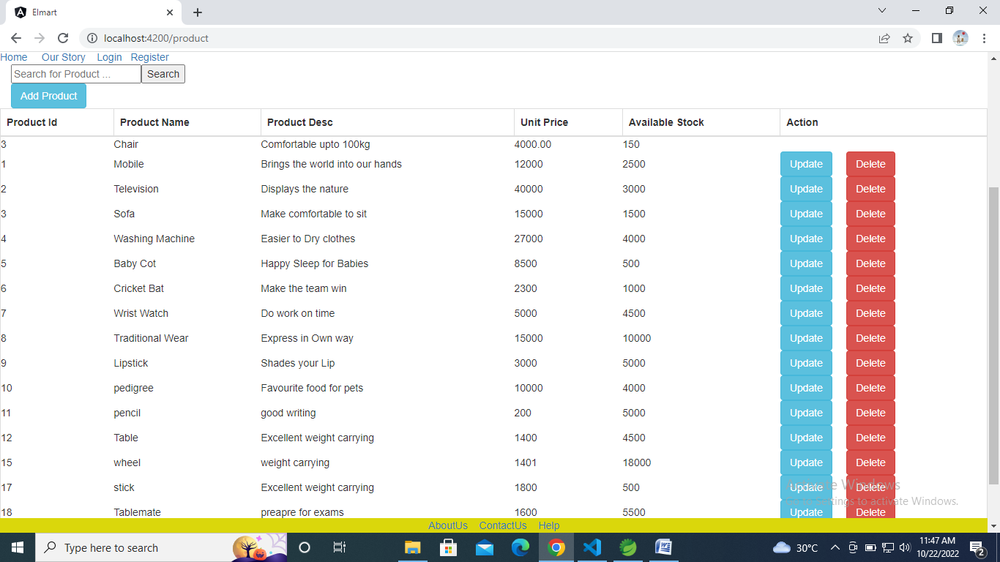 Elmart
localhost:4200/product
Home Our Story Login Register
Search for Product ... Search
Add Product
Product Id Product Name Product Desc Unit Price Available Stock Action
3 Chair Comfortable upto 100kg 4000.00 150
1 Mobile Brings the world into our hands 12000 2500 Update Delete
2 Television Displays the nature 40000 3000 Update Delete
3 Sofa Make comfortable to sit 15000 1500 Update Delete
4 Washing Machine Easier to Dry clothes 27000 4000 Update Delete
5 Baby Cot Happy Sleep for Babies 8500 500 Update Delete
6 Cricket Bat Make the team win 2300 1000 Update Delete
7 Wrist Watch Do work on time 5000 4500 Update Delete
8 Traditional Wear Express in Own way 15000 10000 Update Delete
9 Lipstick Shades your Lip 3000 5000 Update Delete
10 pedigree Favourite food for pets 10000 4000 Update Delete
11 pencil good writing 200 5000 Update Delete
12 Table Excellent weight carrying 1400 4500 Update Delete
15 wheel weight carrying 1401 18000 Update Delete
17 stick Excellent weight carrying 1800 500 Update Delete
Windows
to activate Windows.
18 Tablemate preapre for exams 1600 5500 Update Delete
AboutUs ContactUs Help
Type here to search
30°C
11:47 AM
10/22/2022
2